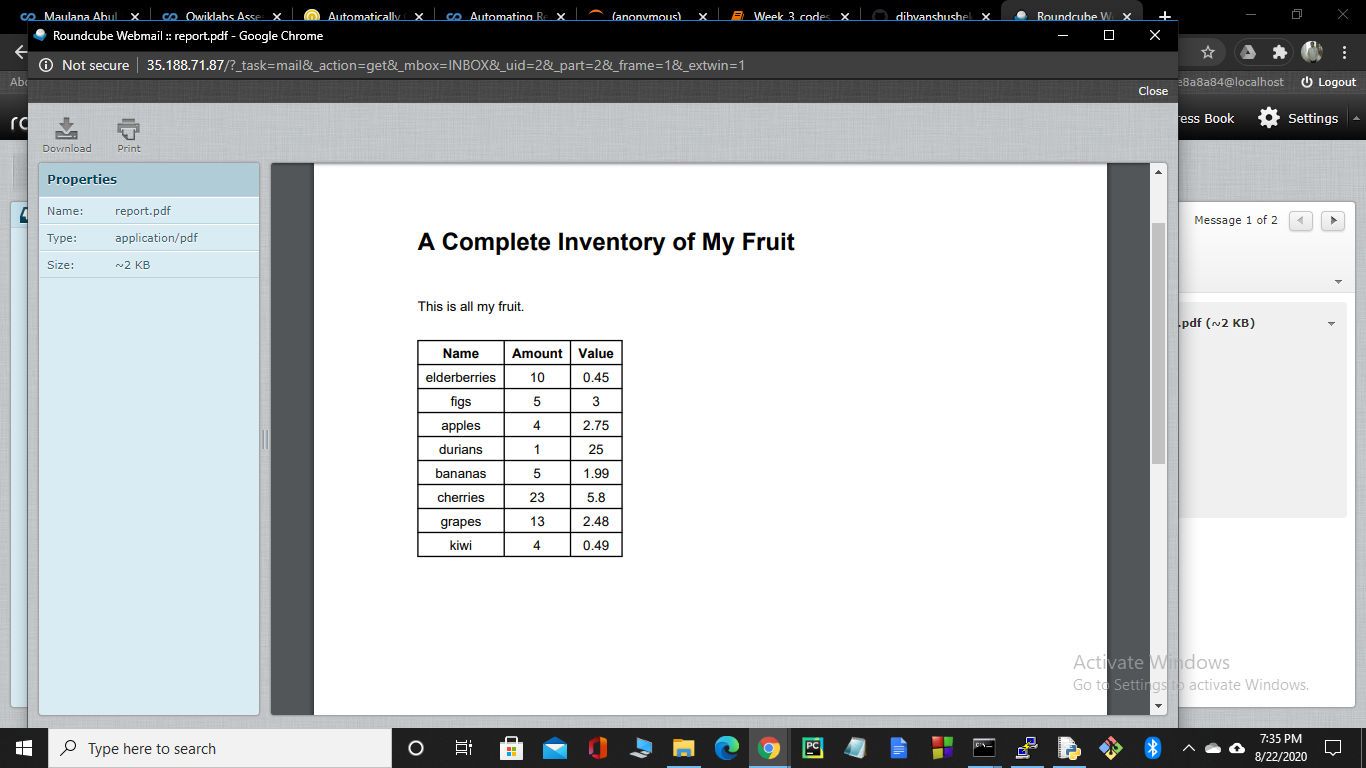 Maulana Abul
Qwiklabs Asse
Automatically
Automating R
(anonymous)
Week 3 codes
dibyanshushek
Roundcube W
Roundcube Webmail :: report.pdf - Google Chrome
Not secure 35.188.71.87/?_task=mail&_action=get&_mbox=INBOX&_uid=2&_part=2&_frame=1&_extwin=1
e8a8a84@localhost Logout
Close
ress Book Settings
Download Print
Properties
Name: report.pdf
Type: application/pdf
Size: ~2 KB
Message 1 of 2
.pdf (~2 KB)
A Complete Inventory of My Fruit
This is all my fruit.
Name Amount Value
elderberries 10 0.45
figs 5 3
apples 4 2.75
durians 1 25
bananas 5 1.99
cherries 23 5.8
grapes 13 2.48
kiwi 4 0.49
Activate Windows
Go to Settings to activate Windows.
Type here to search
PC
7:35 PM
8/22/2020